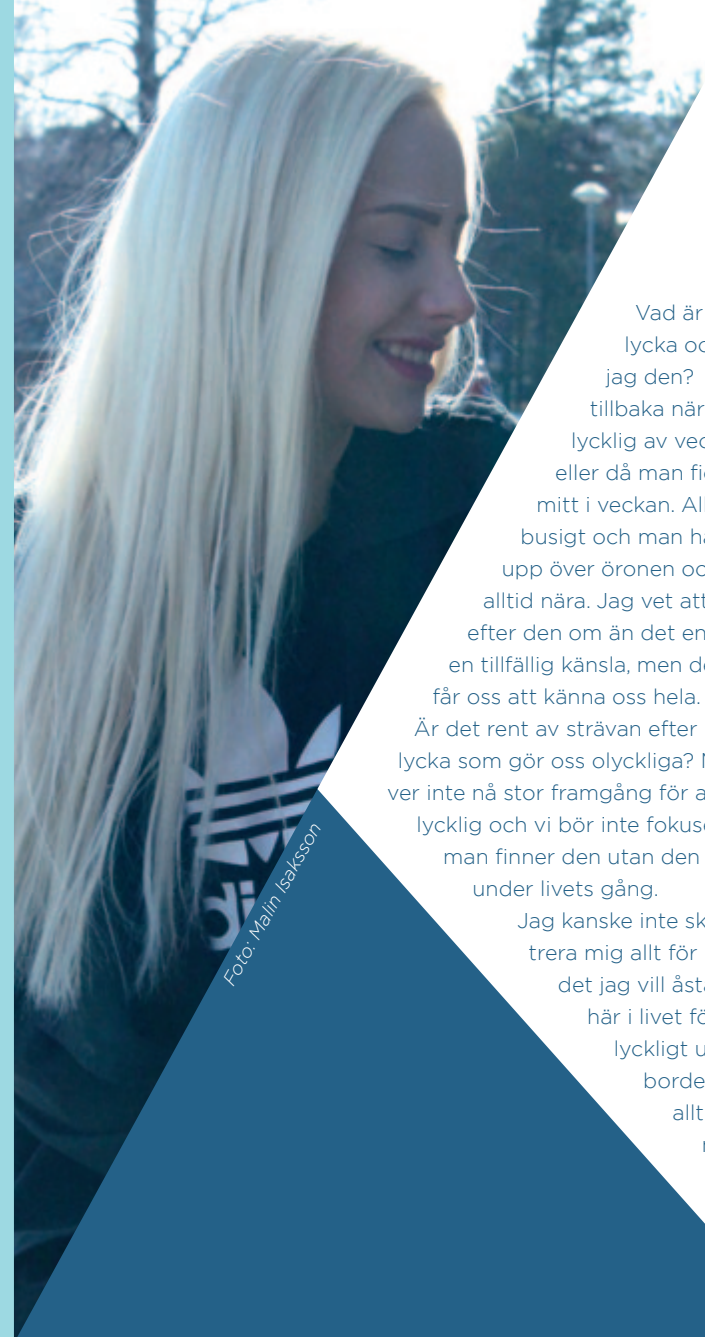 Vad är
lycka oc
jag den?
tillbaka när
lycklig av vec
eller då man fic
mitt i veckan. All
busigt och man ha
upp över öronen oc
alltid nära. Jag vet att
efter den om än det en
en tillfällig känsla, men de
får oss att känna oss hela.
Är det rent av strävan efter
lycka som gör oss olyckliga? M
ver inte nå stor framgång för a
lycklig och vi bör inte fokuse
man finner den utan den
under livets gång.
Jag kanske inte sk
trera mig allt för
det jag vill åsta
här i livet fö
lyckligt u
borde
allt
Foto: Malin Isaksson
di